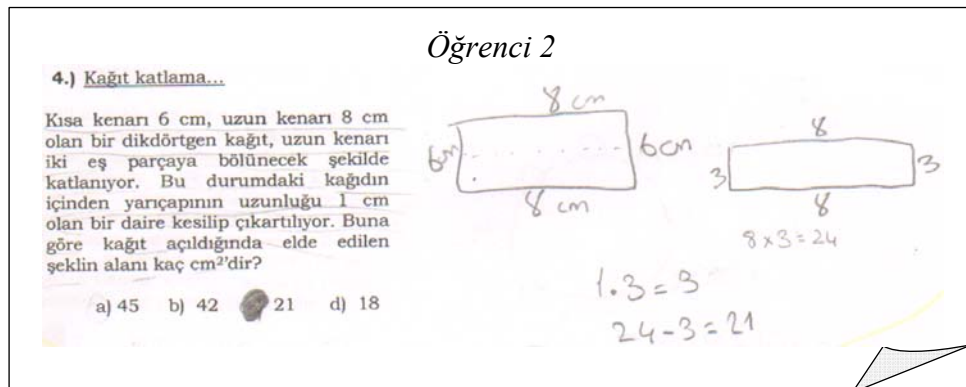 Öğrenci 2
4.) Kağıt katlama...
Kısa kenarı 6 cm, uzun kenarı 8 cm
olan bir dikdörtgen kağıt, uzun kenarı
iki eş parçaya bölünecek şekilde
katlanıyor. Bu durumdaki kağıdın
içinden yarıçapının uzunluğu 1 cm
olan bir daire kesilip çıkartılıyor. Buna
göre kağıt açıldığında elde edilen
şeklin alanı kaç cm²'dir?
a) 45 b) 42 21 d) 18
8 cm
6cm 6cm
8 cm
8
3 3
8
8x3=24
1.3=3
24-3=21